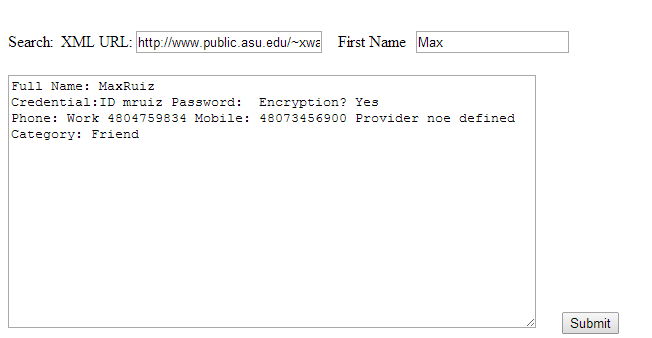 Search: XML URL: http://www.public.asu.edu/~xwa First Name Max
Full Name: MaxRuiz
Credential:ID mruiz Password:  Encryption? Yes
Phone: Work 4804759834 Mobile: 48073456900 Provider noe defined
Category: Friend
Submit